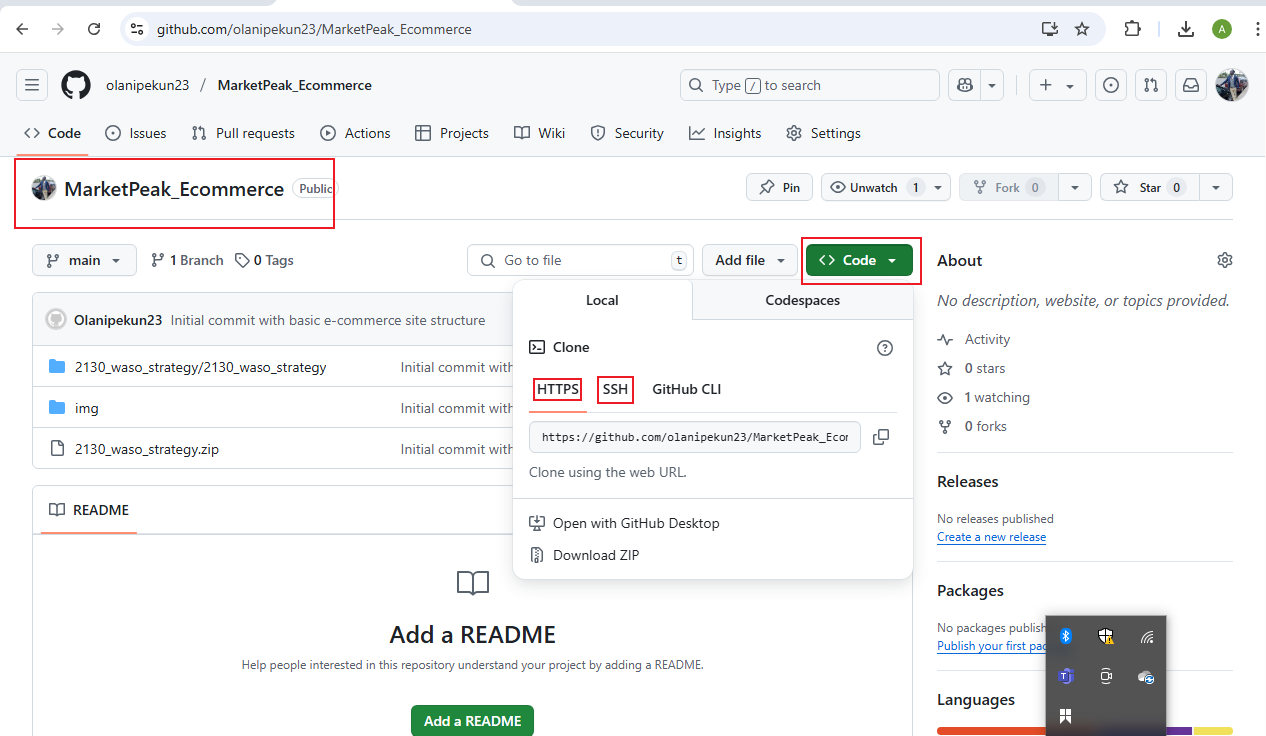 github.com/olanipekun23/MarketPeak_Ecommerce
A
olanipekun23 / MarketPeak_Ecommerce
Type / to search
Code Issues Pull requests Actions Projects Wiki Security Insights Settings
MarketPeak_Ecommerce Public
Pin Unwatch 1 Fork 0 Star 0
main 1 Branch 0 Tags Go to file t Add file Code
About
No description, website, or topics provided.
Local Codespaces
Olanipekun23 Initial commit with basic e-commerce site structure
Clone
Activity
2130_waso_strategy/2130_waso_strategy Initial commit with
0 stars
HTTPS SSH GitHub CLI
1 watching
img Initial commit with
0 forks
https://github.com/olanipekun23/MarketPeak_Ecom
2130_waso_strategy.zip Initial commit with
Clone using the web URL.
Releases
README
No releases published
Open with GitHub Desktop
Create a new release
Download ZIP
Packages
No packages publish
Publish your first pac
Add a README
Help people interested in this repository understand your project by adding a README.
Languages
Add a README